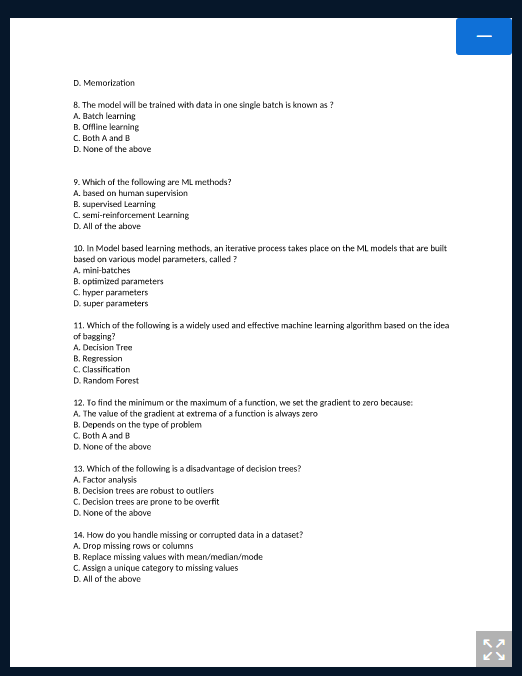 D. Memorization
8. The model will be trained with data in one single batch is known as ?
A. Batch learning
B. Offline learning
C. Both A and B
D. None of the above
9. Which of the following are ML methods?
A. based on human supervision
B. supervised Learning
C. semi-reinforcement Learning
D. All of the above
10. In Model based learning methods, an iterative process takes place on the ML models that are built
based on various model parameters, called ?
A. mini-batches
B. optimized parameters
C. hyper parameters
D. super parameters
11. Which of the following is a widely used and effective machine learning algorithm based on the idea
of bagging?
A. Decision Tree
B. Regression
C. Classification
D. Random Forest
12. To find the minimum or the maximum of a function, we set the gradient to zero because:
A. The value of the gradient at extrema of a function is always zero
B. Depends on the type of problem
C. Both A and B
D. None of the above
13. Which of the following is a disadvantage of decision trees?
A. Factor analysis
B. Decision trees are robust to outliers
C. Decision trees are prone to be overfit
D. None of the above
14. How do you handle missing or corrupted data in a dataset?
A. Drop missing rows or columns
B. Replace missing values with mean/median/mode
C. Assign a unique category to missing values
D. All of the above